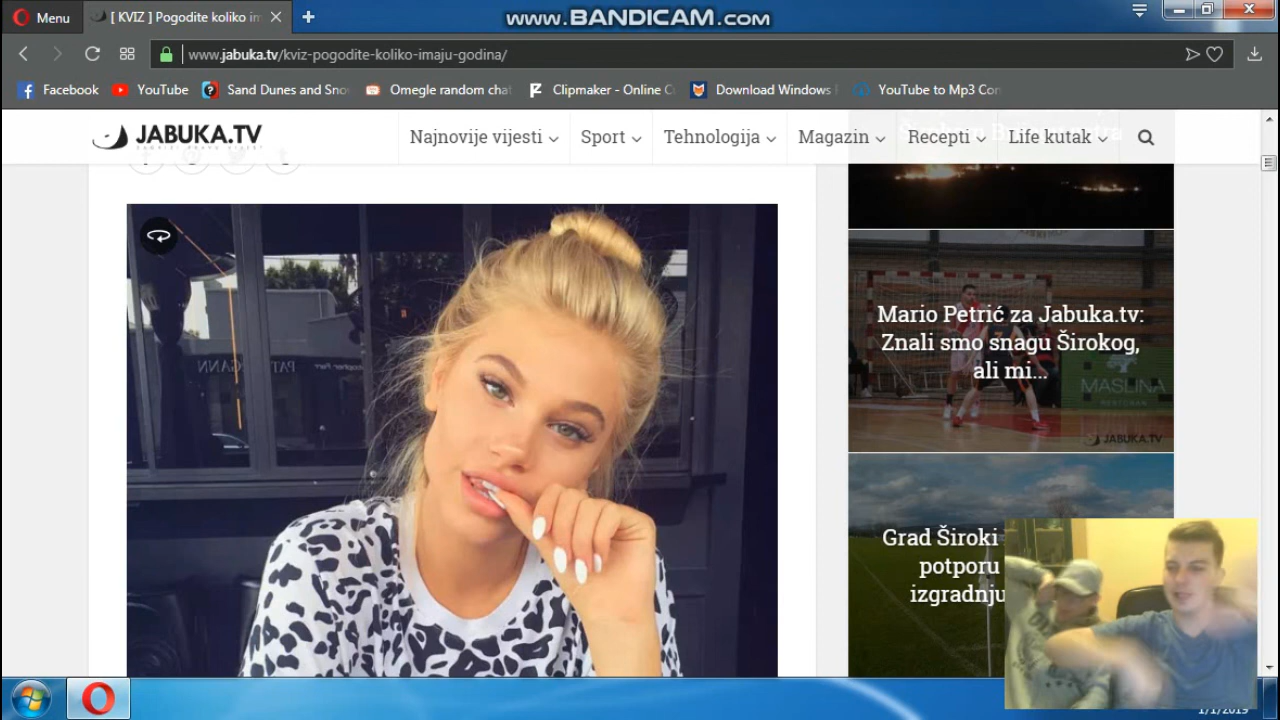 Menu
[ KVIZ ] Pogodite koliko im
www.BANDICAM.com
www.jabuka.tv/kviz-pogodite-koliko-imaju-godina/
Facebook
YouTube
Sand Dunes and Sno
Omegle random chat
Clipmaker - Online C
Download Windows
YouTube to Mp3 Con
JABUKA.TV
Najnovije vijesti
Sport
Tehnologija
Magazin
Recepti
Life kutak
Mario Petrić za Jabuka.tv:
Znali smo snagu Širokog,
ali mi...
MASLINA
JABUKA.TV
Grad Široki
potporu
izgradnju
1/1/2019